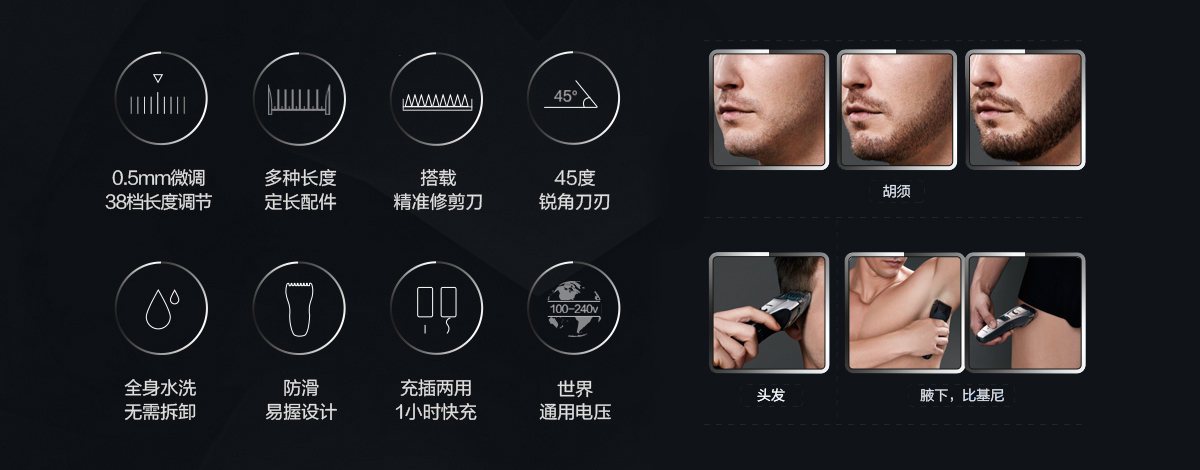 0.5mm微调
38档长度调节
多种长度
定长配件
搭载
精准修剪刀
45°
45度
锐角刀刃
胡须
全身水洗
无需拆卸
防滑
易握设计
充插两用
1小时快充
100-240v
世界
通用电压
头发
腋下，比基尼